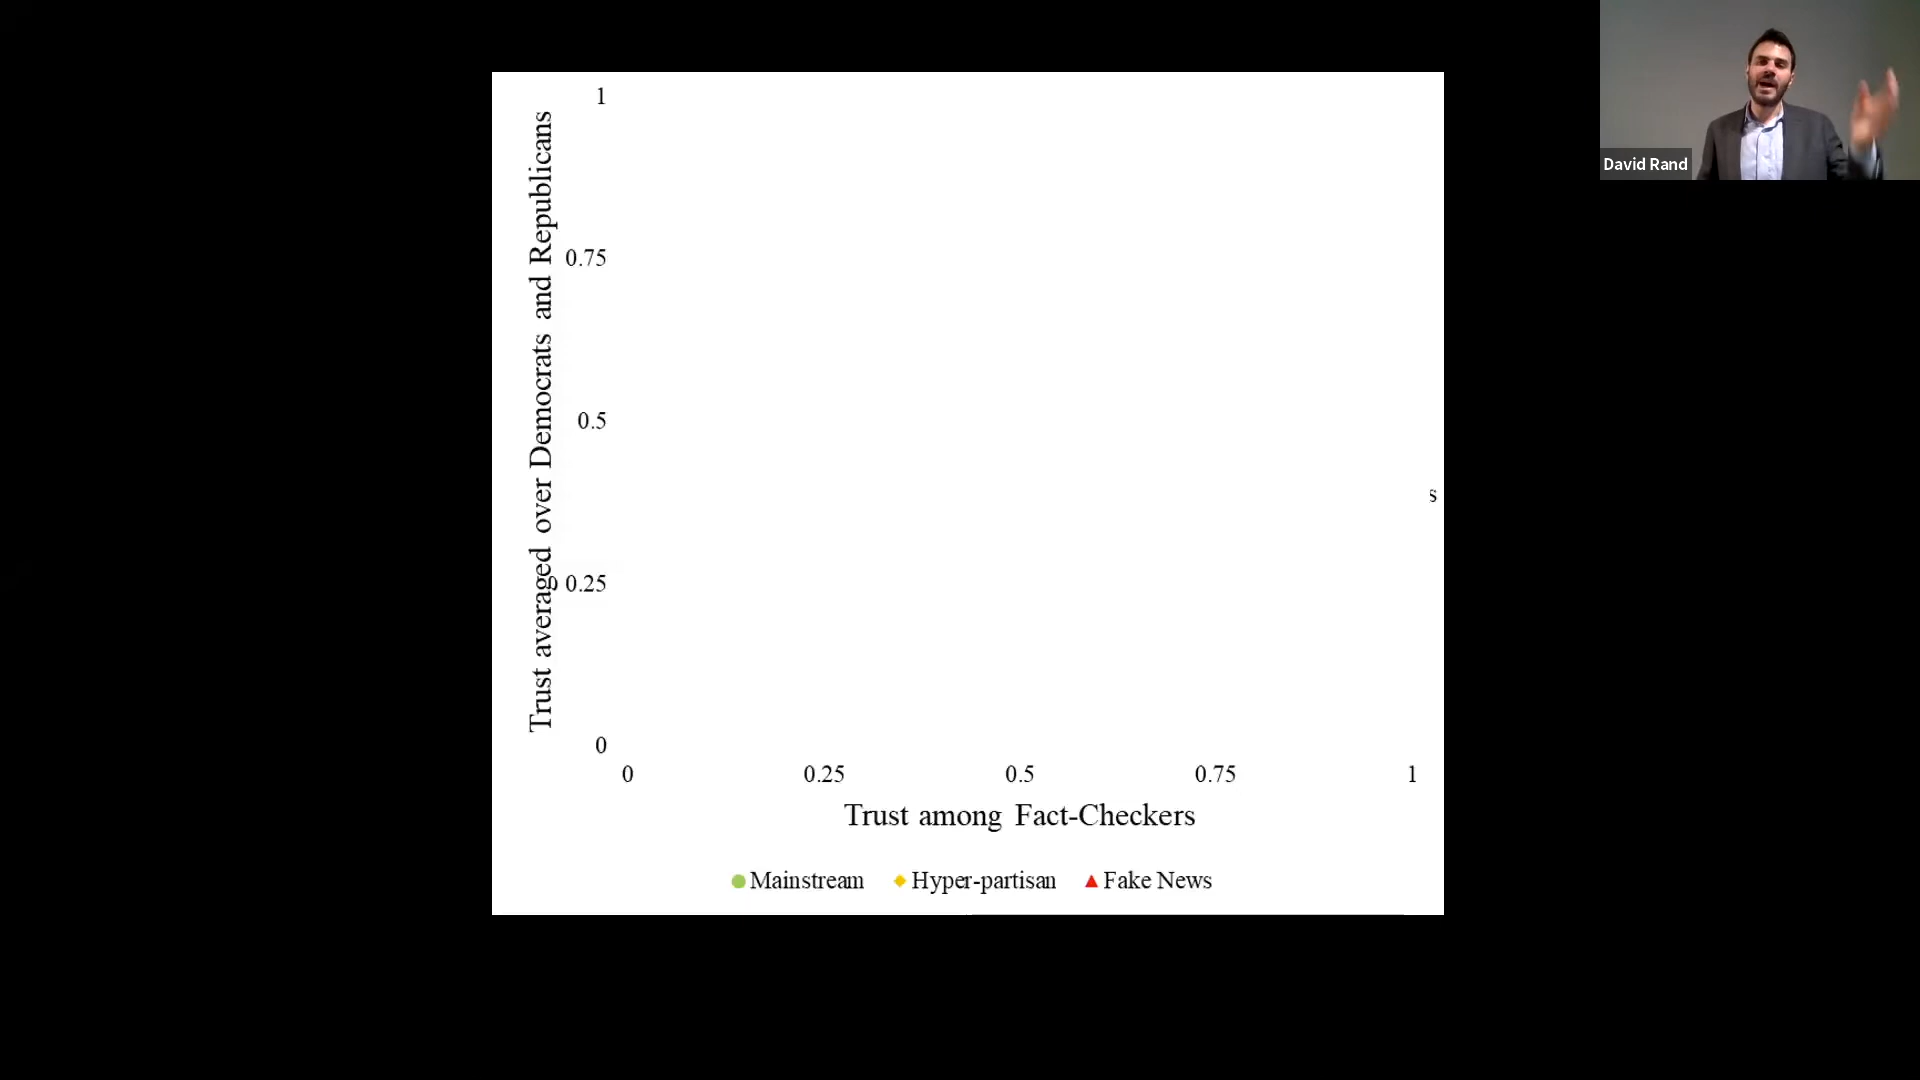 David Rand
Trust averaged over Democrats and Republicans
1
0.75
0.5
0.25
0
0
0.25
0.5
0.75
1
s
Trust among Fact-Checkers
Mainstream
Hyper-partisan
Fake News